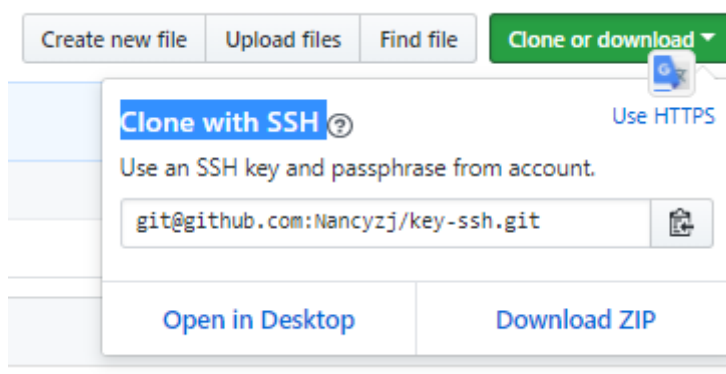 Create new file Upload files Find file Clone or download
Clone with SSH
Use HTTPS
Use an SSH key and passphrase from account.
git@github.com:Nancyzj/key-ssh.git
Open in Desktop Download ZIP